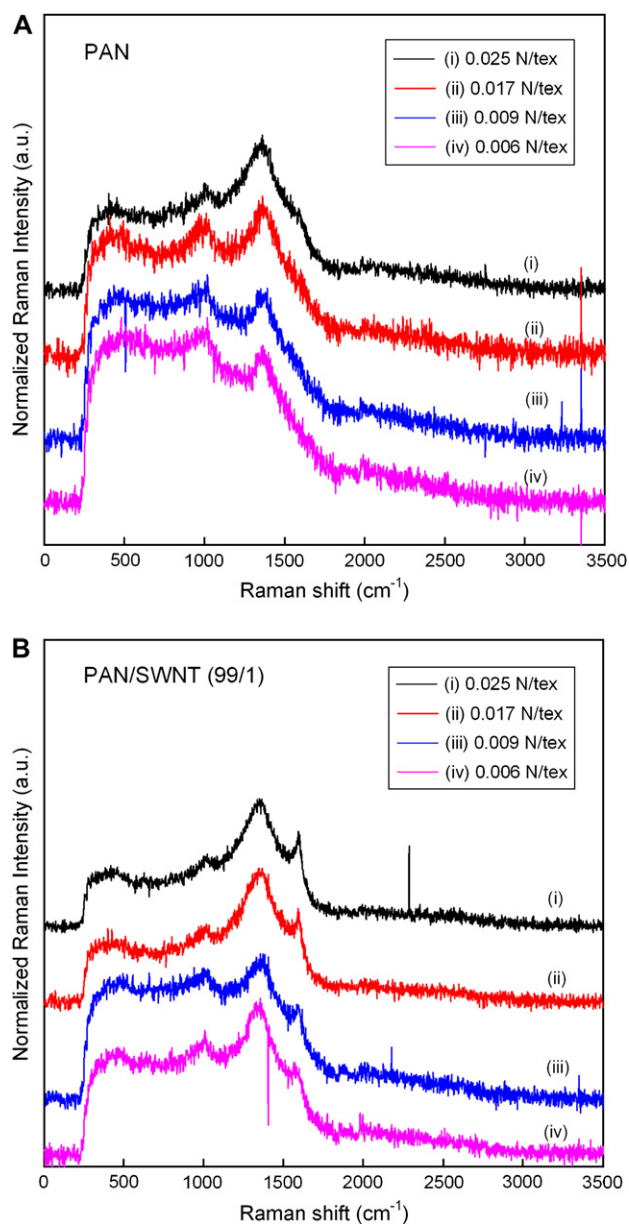 A
PAN
(i) 0.025 N/tex
(ii) 0.017 N/tex
(iii) 0.009 N/tex
(iv) 0.006 N/tex
Normalized Raman Intensity (a.u.)
(i)
(ii)
(iii)
(iv)
0 500 1000 1500 2000 2500 3000 3500
Raman shift (cm⁻¹)
B
PAN/SWNT (99/1)
(i) 0.025 N/tex
(ii) 0.017 N/tex
(iii) 0.009 N/tex
(iv) 0.006 N/tex
Normalized Raman Intensity (a.u.)
(i)
(ii)
(iii)
(iv)
0 500 1000 1500 2000 2500 3000 3500
Raman shift (cm⁻¹)